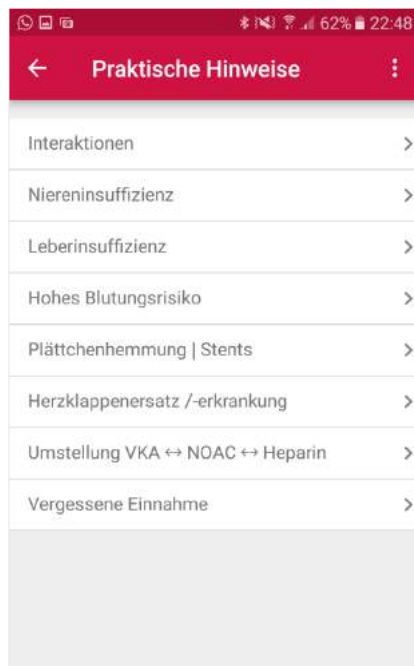 62% 22:48
Praktische Hinweise
Interaktionen
Niereninsuffizienz
Leberinsuffizienz
Hohes Blutungsrisiko
Plättchenhemmung | Stents
Herzklappenersatz /-erkrankung
Umstellung VKA ↔ NOAC ↔ Heparin
Vergessene Einnahme